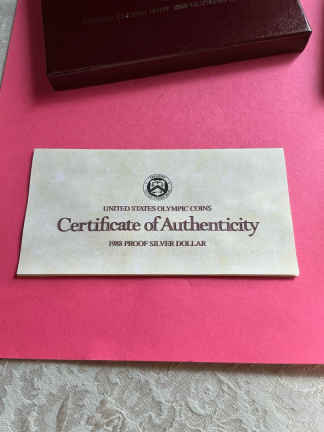 UNITED STATES OLYMPIC COINS
Certificate of Authenticity
1988 PROOF SILVER DOLLAR